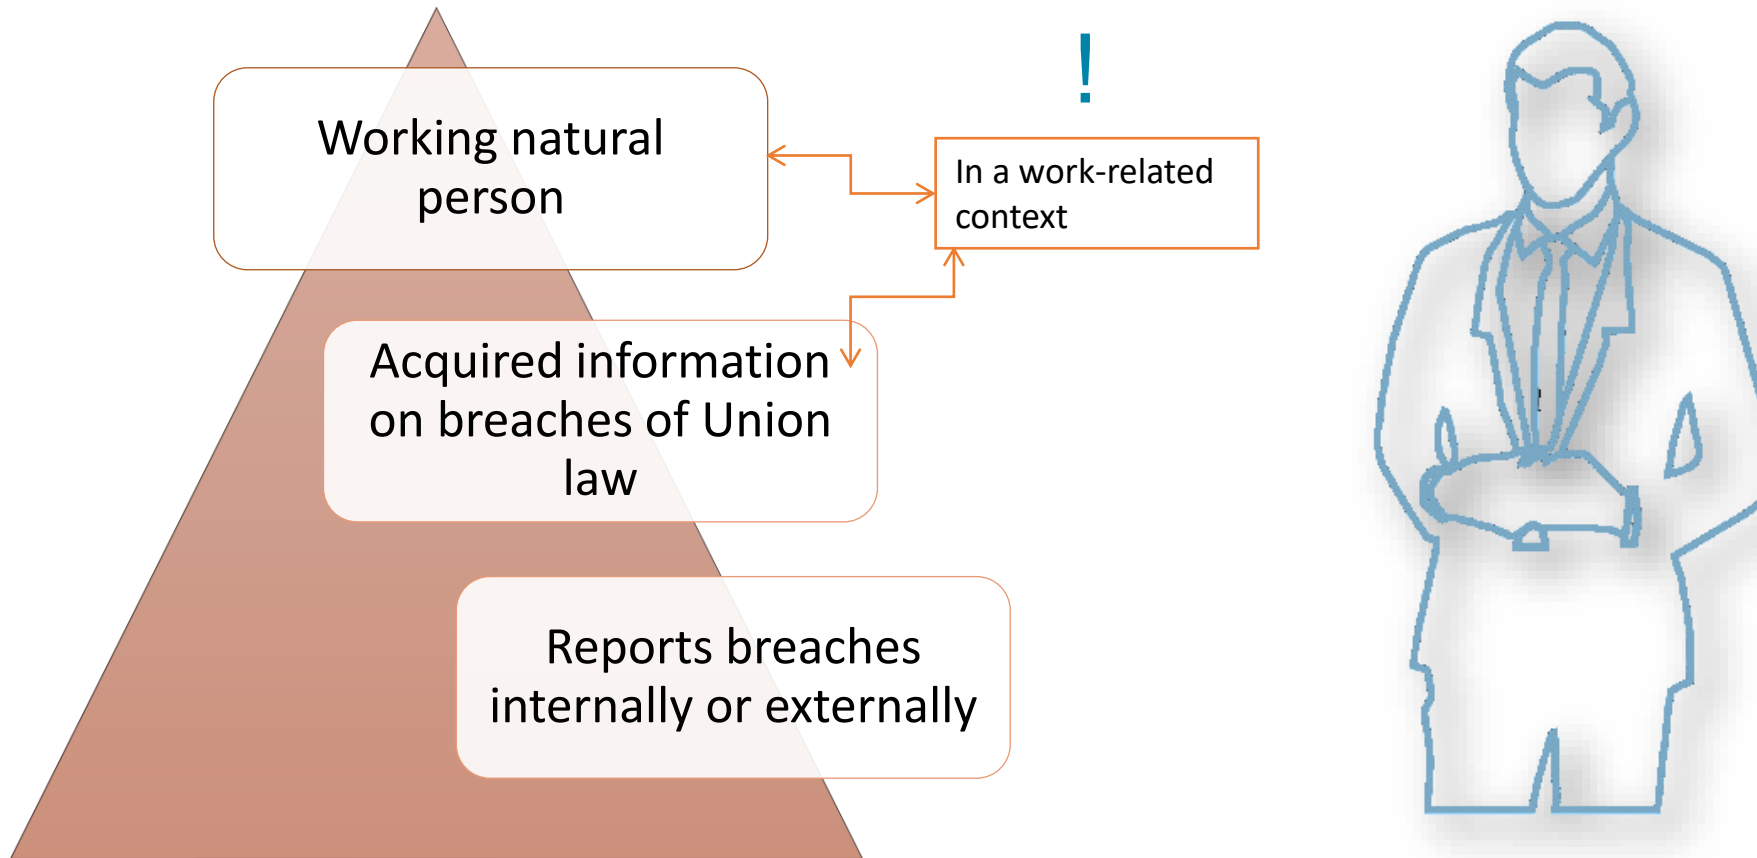 !
Working natural
person
In a work-related
context
Acquired information
on breaches of Union
law
Reports breaches
internally or externally